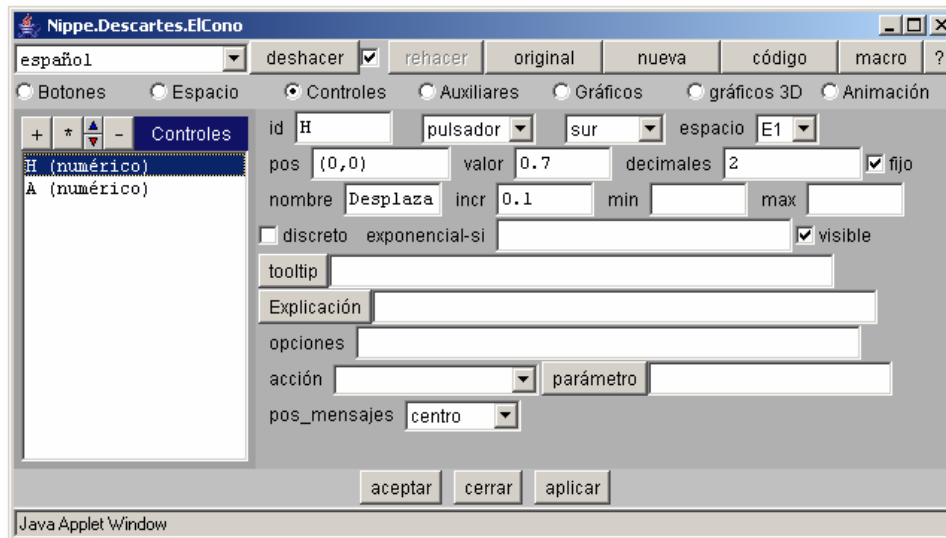 Nippe.Descartes.ElCono
español deshacer rehacer original nueva código macro ?
Botones Espacio Controles Auxiliares Gráficos gráficos 3D Animación
+ * - Controles
H (numérico)
A (numérico)
id H pulsador sur espacio E1
pos (0,0) valor 0.7 decimales 2 fijo
nombre Desplaza incr 0.1 min max
discreto exponencial-si visible
tooltip
Explicación
opciones
acción parámetro
pos_mensajes centro
aceptar cerrar aplicar
Java Applet Window